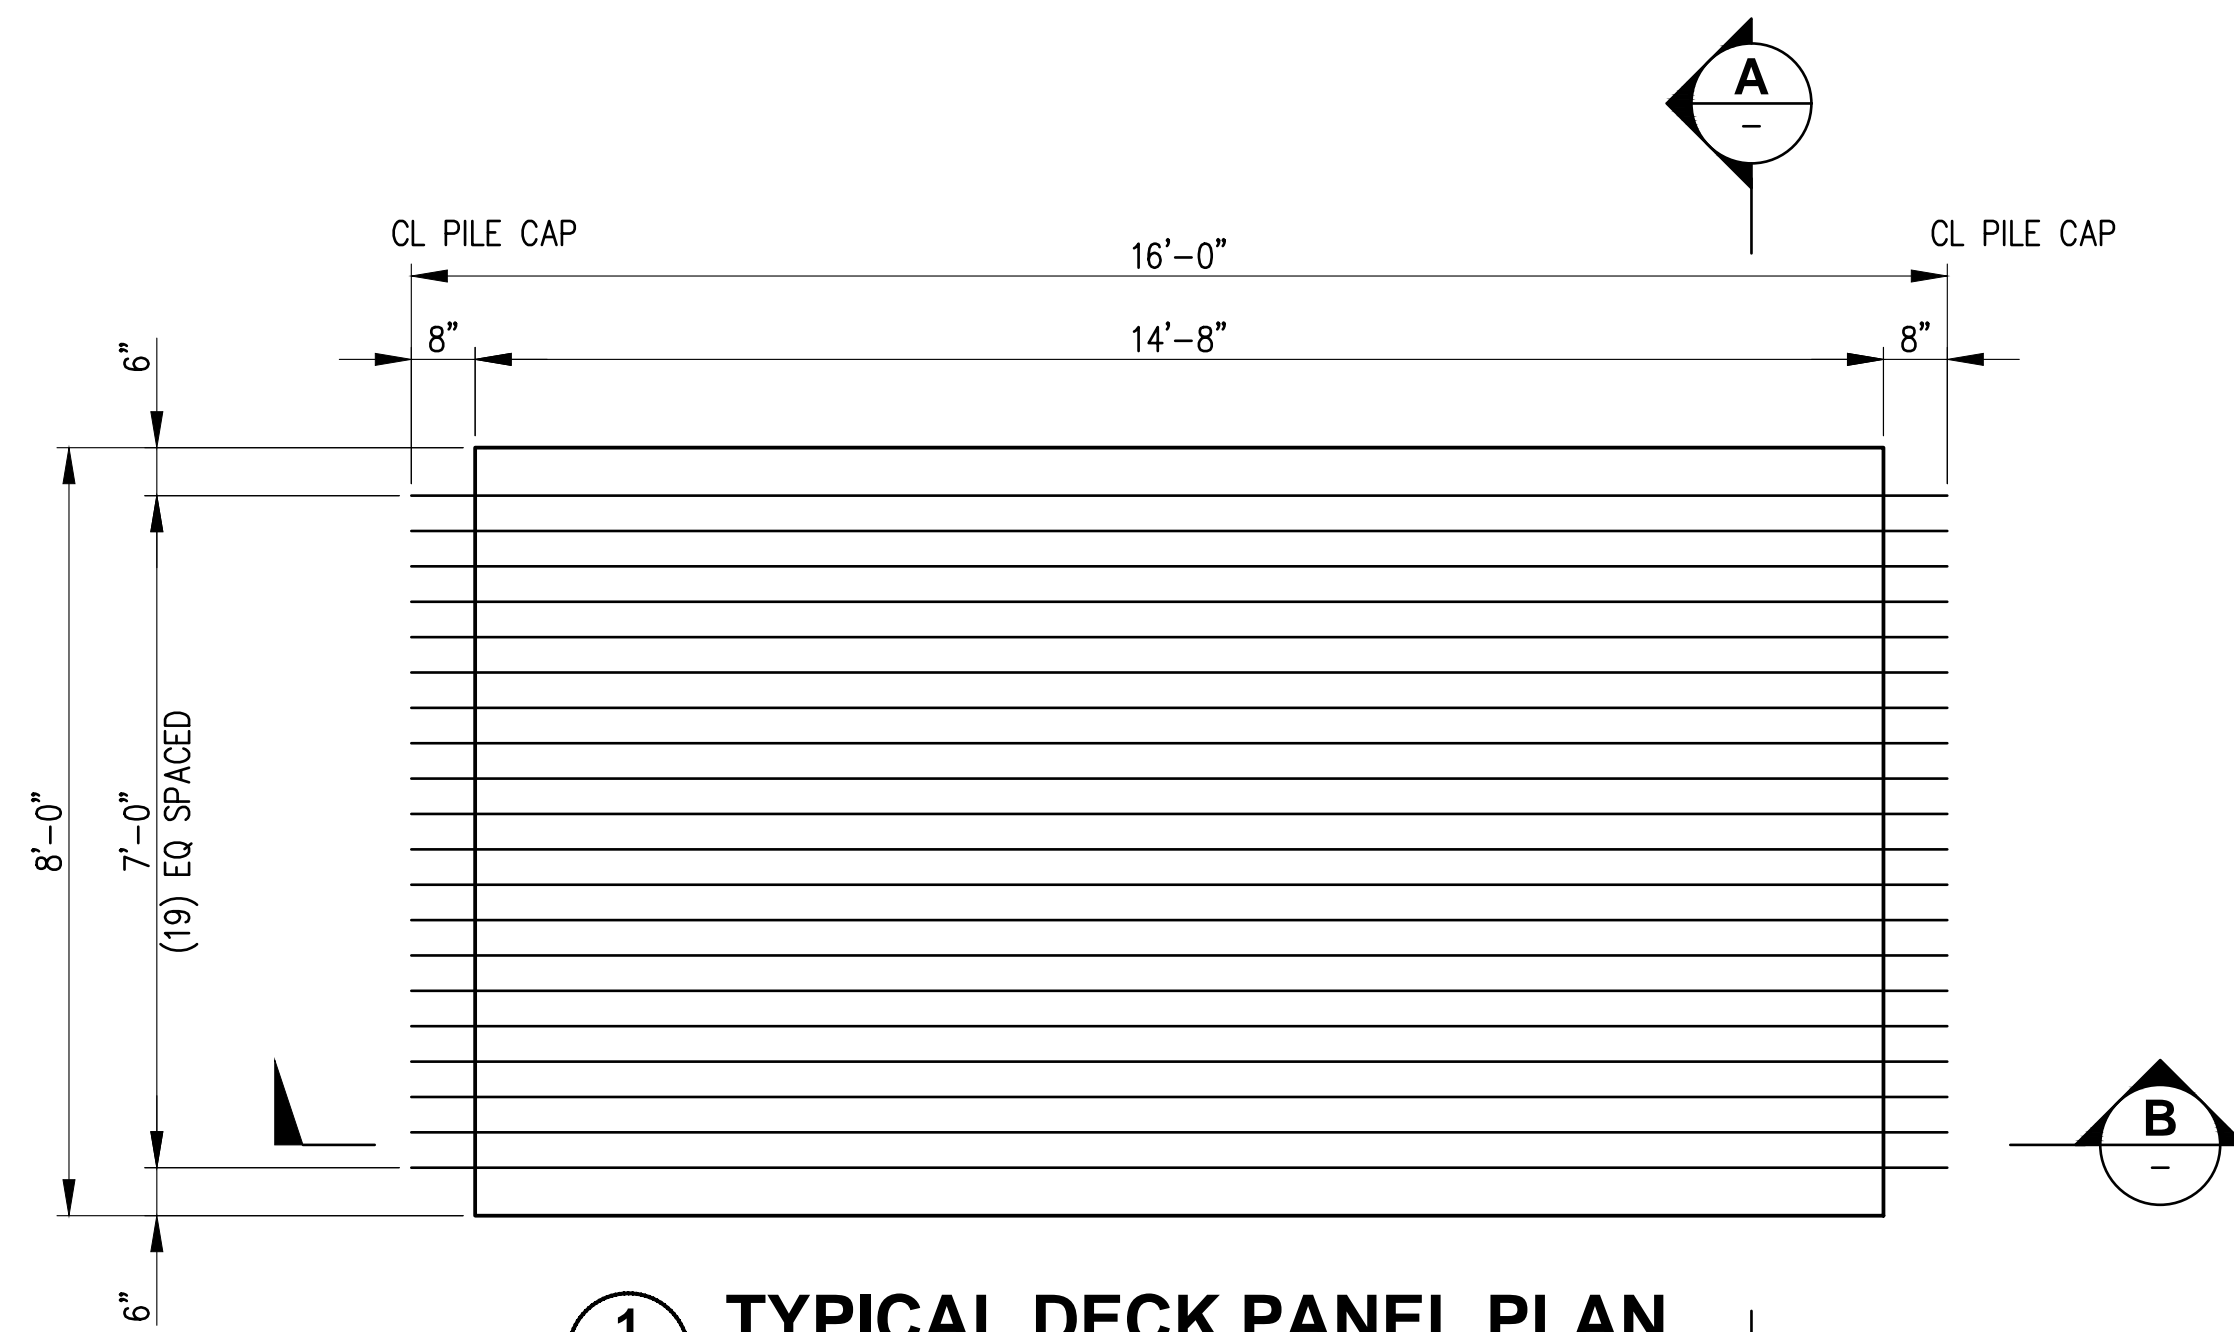 A
–
CL PILE CAP
CL PILE CAP
16'–0"
8"
14'–8"
8"
6"
8'–0"
7'–0"
(19) EQ SPACED
B
–
6"
1
TYPICAL DECK PANEL PLAN